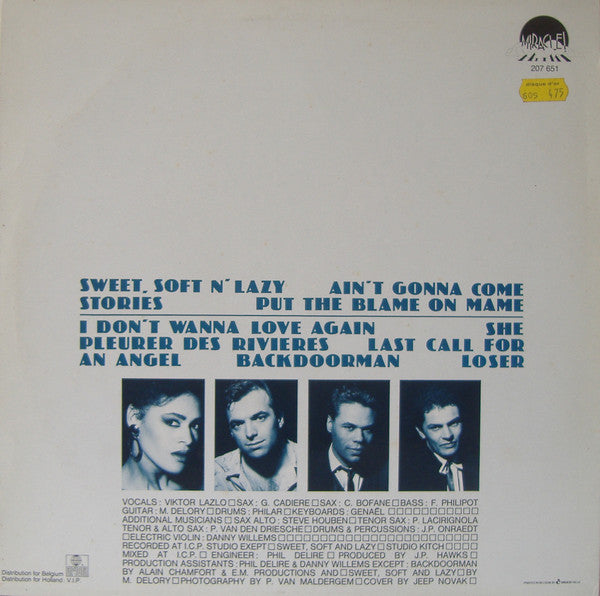 MIRACLE!
207 651
disque d'or
605 475
SWEET, SOFT N' LAZY AIN'T GONNA COME
STORIES PUT THE BLAME ON MAME
I DON'T WANNA LOVE AGAIN SHE
PLEURER DES RIVIERES LAST CALL FOR
AN ANGEL BACKDOORMAN LOSER
VOCALS : VIKTOR LAZLO□SAX : G. CADIERE□SAX : C. BOFANE□BASS : F. PHILIPOT
GUITAR : M. DELORY□DRUMS : PHILAR□KEYBOARDS : GENAËL□□□□□□□□□□
ADDITIONAL MUSICIANS□SAX ALTO : STEVE HOUBEN□TENOR SAX : P. LACIRIGNOLA
TENOR & ALTO SAX : P. VAN DEN DRIESCHE□DRUMS & PERCUSSIONS : J.P. ONRAEDT
□ELECTRIC VIOLIN : DANNY WILLEMS□□□□□□□□□□□□□□□□□□
RECORDED AT I.C.P. STUDIO EXEPT□SWEET, SOFT AND LAZY□STUDIO KITCH□□□□
MIXED AT I.C.P.□ENGINEER : PHIL DELIRE□PRODUCED BY J.P. HAWKS□□□□□
PRODUCTION ASSISTANTS : PHIL DELIRE & DANNY WILLEMS EXCEPT : BACKDOORMAN
BY ALAIN CHAMFORT & E.M. PRODUCTIONS AND□SWEET, SOFT AND LAZY□BY
M. DELORY□PHOTOGRAPHY BY P. VAN MALDERGEM□COVER BY JEEP NOVAK□□
Distribution for Belgium
Distribution for Holland V.I.P.